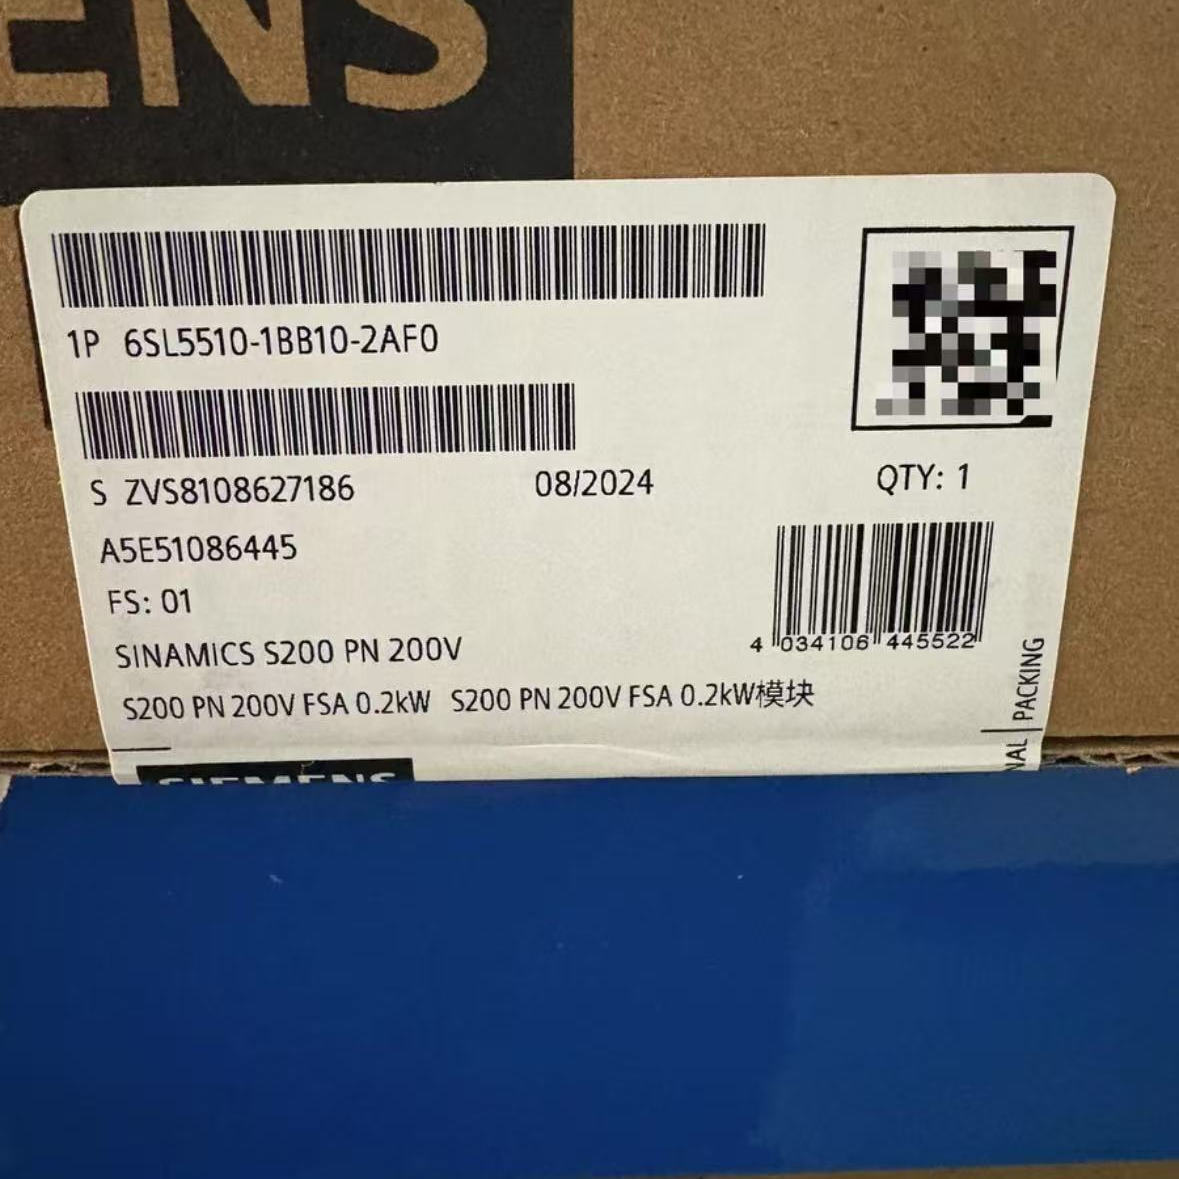 ENS
1P 6SL5510-1BB10-2AF0
S ZVS8108627186 08/2024 QTY: 1
A5E51086445
FS: 01
4 034106 445522
SINAMICS S200 PN 200V
S200 PN 200V FSA 0.2kW S200 PN 200V FSA 0.2kW模块
PACKING
NAL
SIEMENS